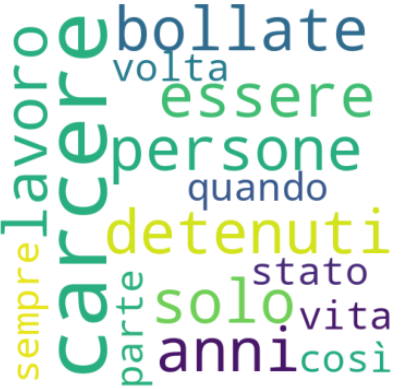 bollate
volta
essere
persone
quando
detenuti
stato
solo
vita
anni
così
carcere
lavoro
sempre
parte